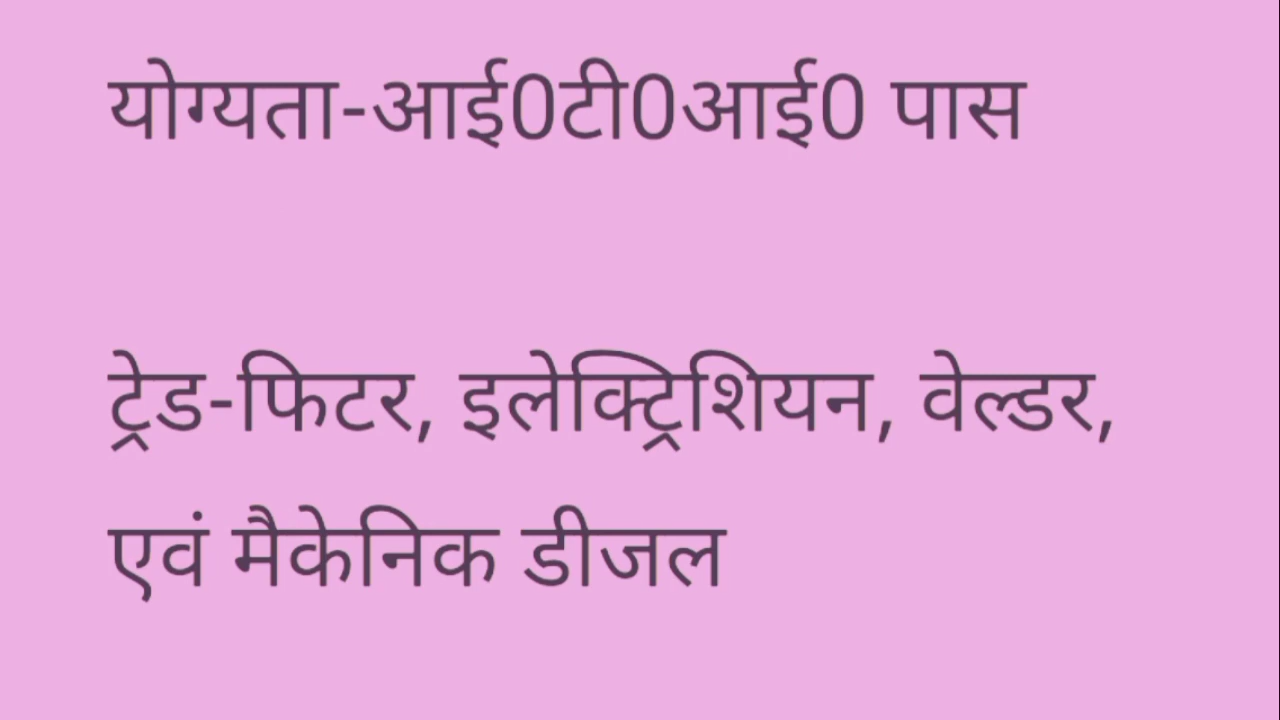 योग्यता-आई0टी0आई0 पास
ट्रेड-फिटर, इलेक्ट्रिशियन, वेल्डर,
एवं मैकेनिक डीजल